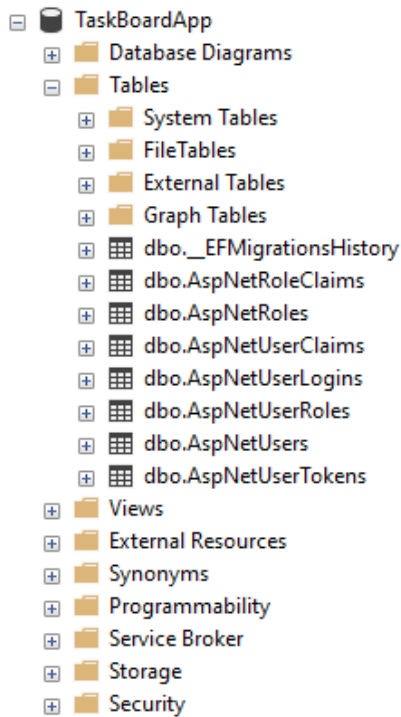 TaskBoardApp
Database Diagrams
Tables
System Tables
FileTables
External Tables
Graph Tables
dbo.__EFMigrationsHistory
dbo.AspNetRoleClaims
dbo.AspNetRoles
dbo.AspNetUserClaims
dbo.AspNetUserLogins
dbo.AspNetUserRoles
dbo.AspNetUsers
dbo.AspNetUserTokens
Views
External Resources
Synonyms
Programmability
Service Broker
Storage
Security